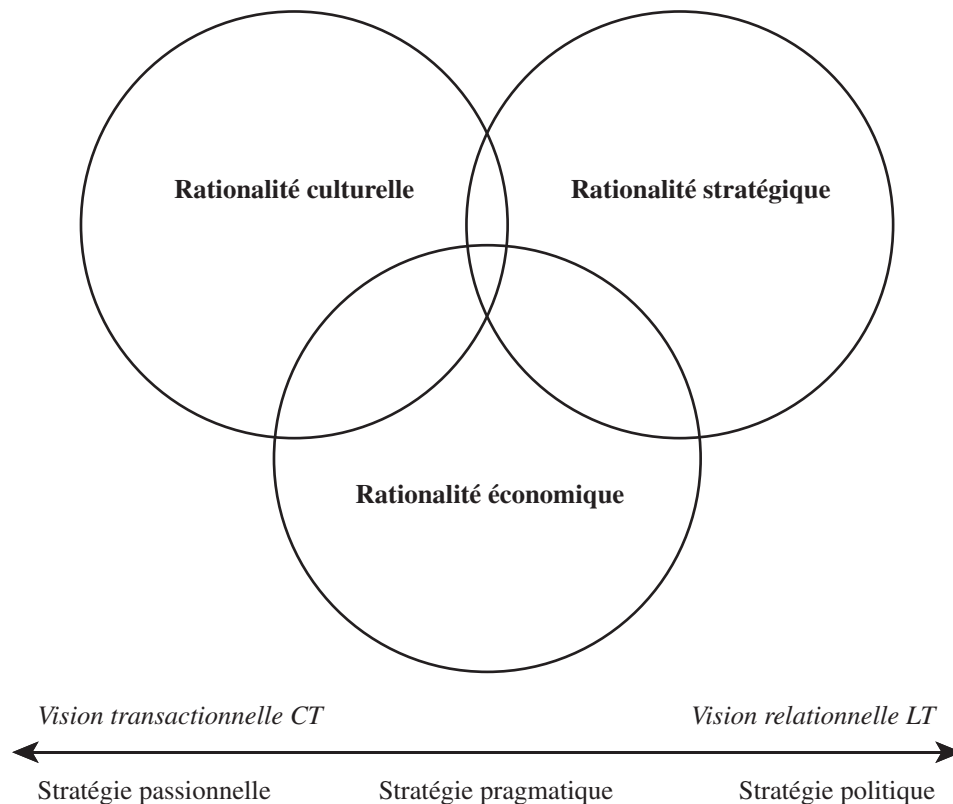 Rationalité culturelle
Rationalité stratégique
Rationalité économique
Vision transactionnelle CT
Vision relationnelle LT
Stratégie passionnelle
Stratégie pragmatique
Stratégie politique